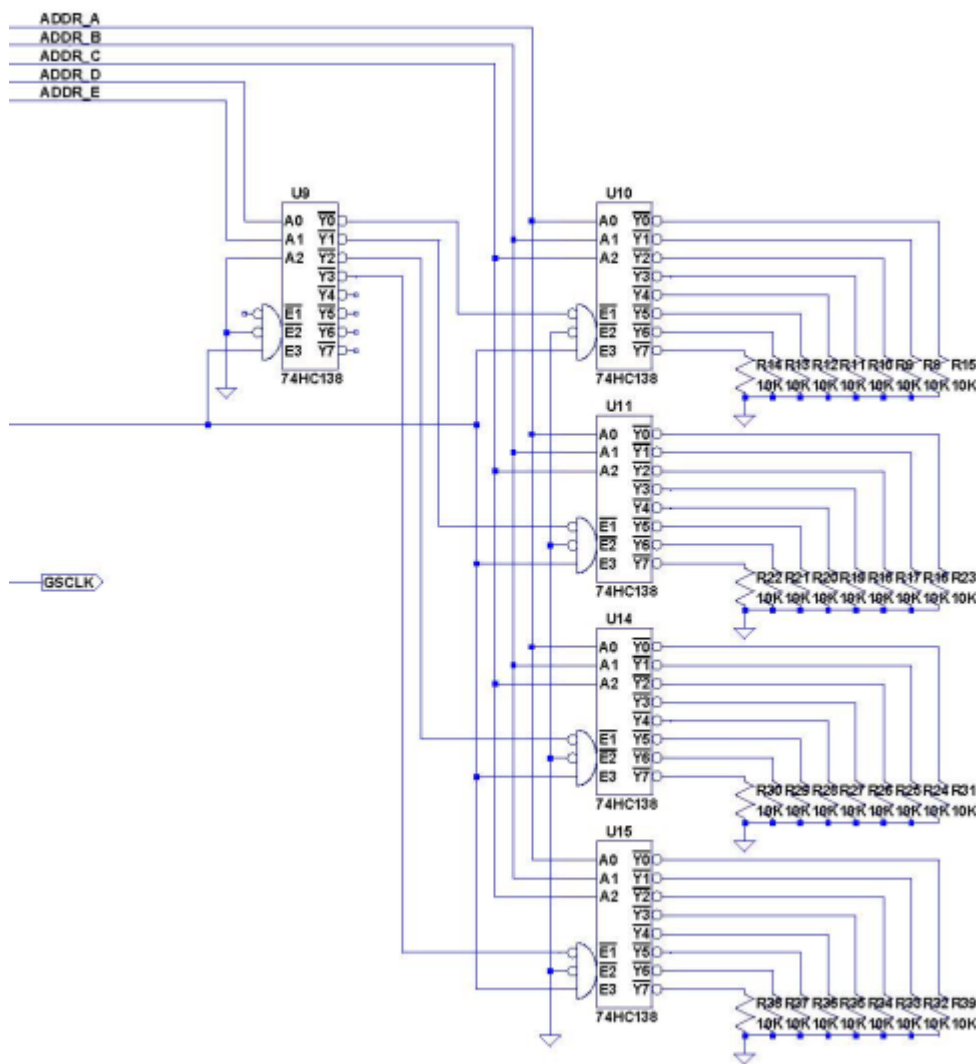 ADDR_A
ADDR_B
ADDR_C
ADDR_D
ADDR_E
U9
A0 Y0
A1 Y1
A2 Y2
Y3
Y4
E1 Y5
E2 Y6
E3 Y7
74HC138
U10
A0 Y0
A1 Y1
A2 Y2
Y3
Y4
E1 Y5
E2 Y6
E3 Y7
74HC138
R14 R13 R12 R11 R10 R9 R8 R15
10K 10K 10K 10K 10K 10K 10K 10K
U11
A0 Y0
A1 Y1
A2 Y2
Y3
Y4
E1 Y5
E2 Y6
E3 Y7
74HC138
R22 R21 R20 R19 R18 R17 R16 R23
10K 10K 10K 10K 10K 10K 10K 10K
GSCLK
U14
A0 Y0
A1 Y1
A2 Y2
Y3
Y4
E1 Y5
E2 Y6
E3 Y7
74HC138
R30 R29 R28 R27 R26 R25 R24 R31
10K 10K 10K 10K 10K 10K 10K 10K
U15
A0 Y0
A1 Y1
A2 Y2
Y3
Y4
E1 Y5
E2 Y6
E3 Y7
74HC138
R38 R37 R36 R35 R34 R33 R32 R39
10K 10K 10K 10K 10K 10K 10K 10K